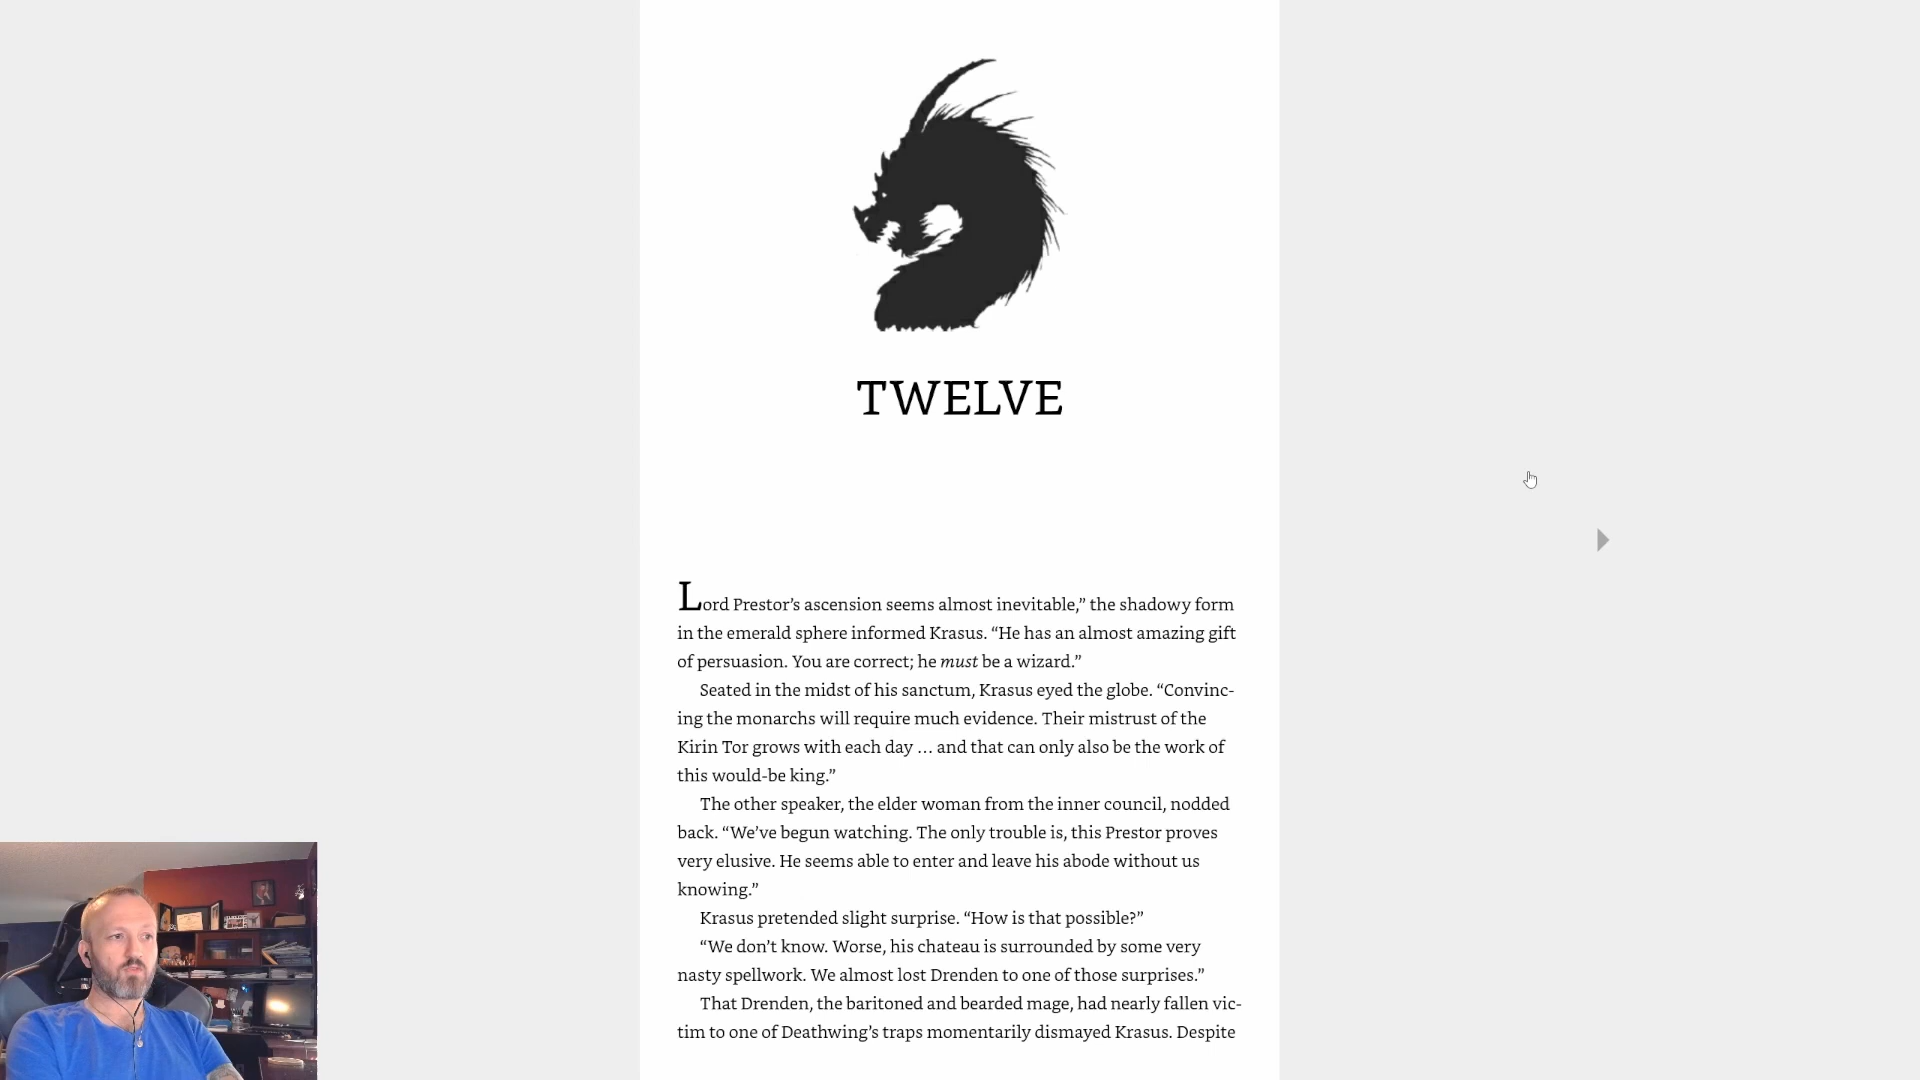 TWELVE
Lord Prestor’s ascension seems almost inevitable,” the shadowy form
in the emerald sphere informed Krasus. “He has an almost amazing gift
of persuasion. You are correct; he must be a wizard.”
Seated in the midst of his sanctum, Krasus eyed the globe. “Convinc-
ing the monarchs will require much evidence. Their mistrust of the
Kirin Tor grows with each day … and that can only also be the work of
this would-be king.”
The other speaker, the elder woman from the inner council, nodded
back. “We’ve begun watching. The only trouble is, this Prestor proves
very elusive. He seems able to enter and leave his abode without us
knowing.”
Krasus pretended slight surprise. “How is that possible?”
“We don’t know. Worse, his chateau is surrounded by some very
nasty spellwork. We almost lost Drenden to one of those surprises.”
That Drenden, the baritoned and bearded mage, had nearly fallen vic-
tim to one of Deathwing’s traps momentarily dismayed Krasus. Despite